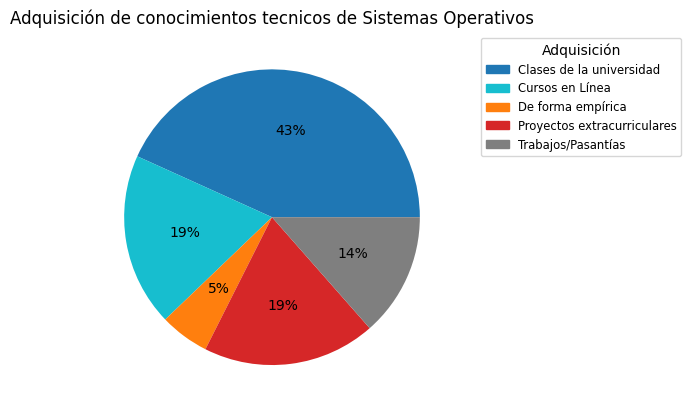 Adquisición de conocimientos tecnicos de Sistemas Operativos
Adquisición
Clases de la universidad
Cursos en Línea
De forma empírica
Proyectos extracurriculares
Trabajos/Pasantías
43%
19%
14%
5%
19%